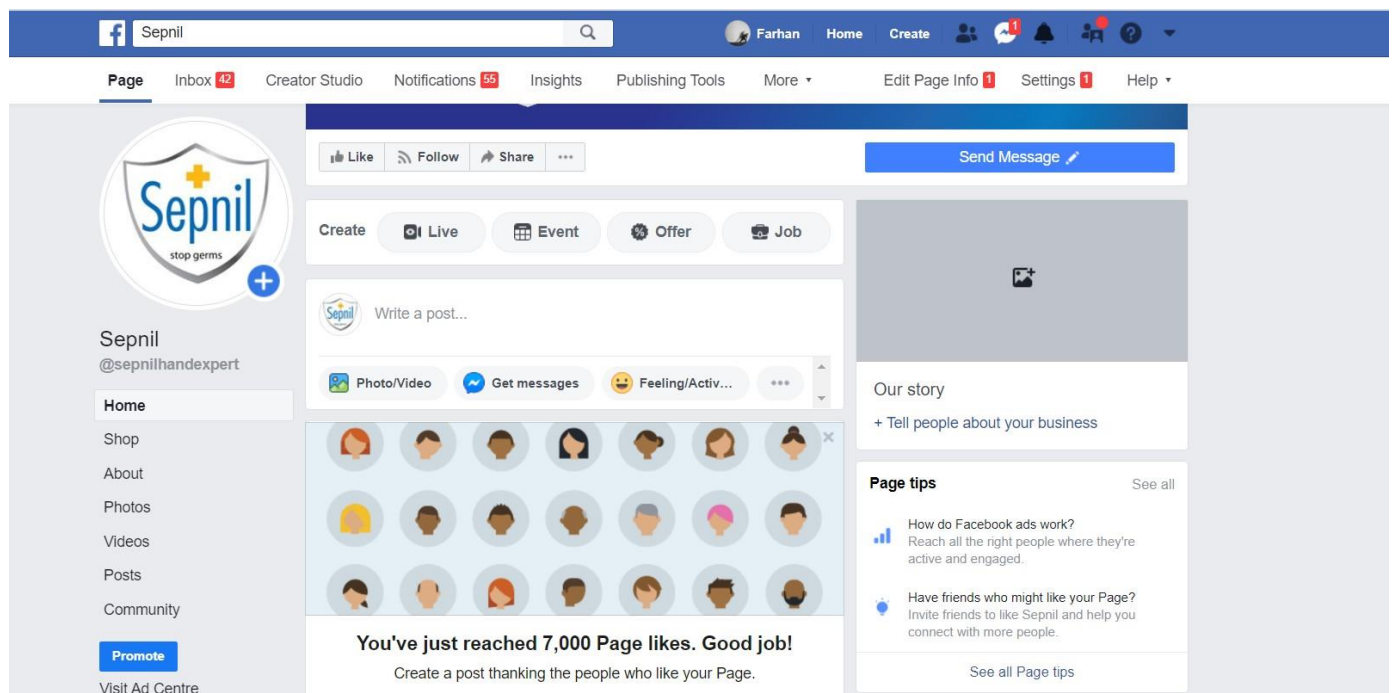 Sepnil
Farhan Home Create 1
Page Inbox 42 Creator Studio Notifications 55 Insights Publishing Tools More Edit Page Info 1 Settings 1 Help
Sepnil
stop germs
Sepnil
@sepnilhandexpert
Home
Shop
About
Photos
Videos
Posts
Community
Promote
Visit Ad Centre
Like Follow Share ...
Send Message
Create Live Event Offer Job
Sepnil
Write a post...
Photo/Video Get messages Feeling/Activ... ...
You've just reached 7,000 Page likes. Good job!
Create a post thanking the people who like your Page.
Our story
+ Tell people about your business
Page tips See all
How do Facebook ads work?
Reach all the right people where they're
active and engaged.
Have friends who might like your Page?
Invite friends to like Sepnil and help you
connect with more people.
See all Page tips